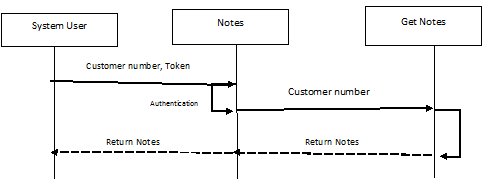 System User
Notes
Get Notes
Customer number, Token
Customer number
Authentication
Return Notes
Return Notes